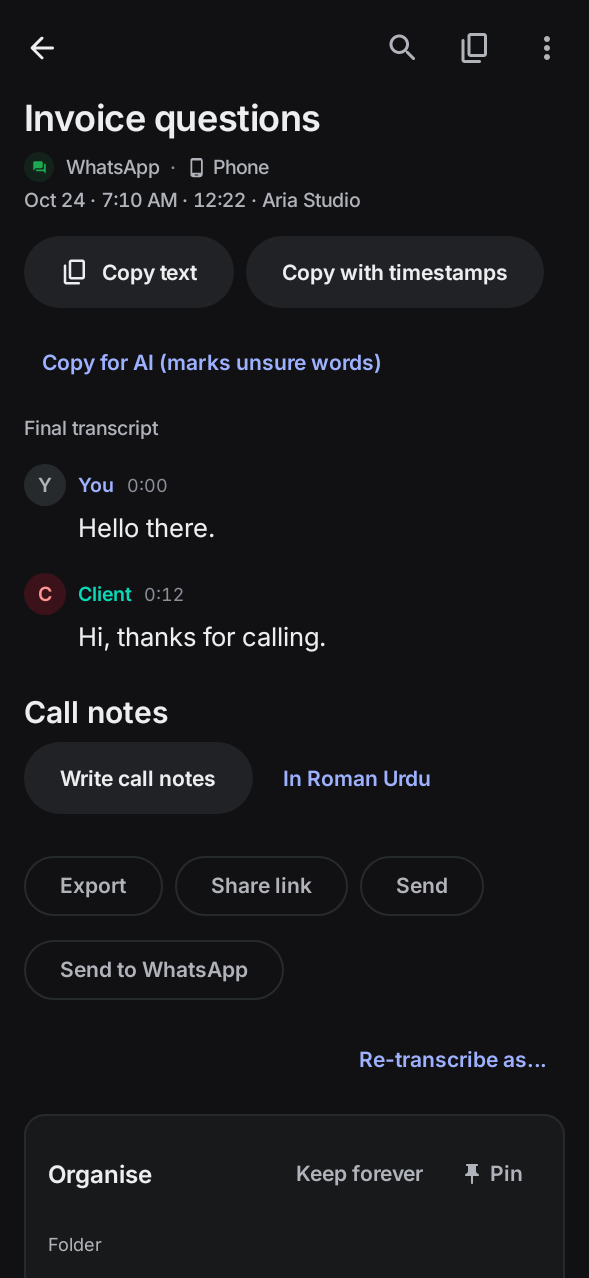 Invoice questions
WhatsApp · Phone
Oct 24 · 7:10 AM · 12:22 · Aria Studio
Copy text
Copy with timestamps
Copy for AI (marks unsure words)
Final transcript
Y You 0:00
Hello there.
C Client 0:12
Hi, thanks for calling.
Call notes
Write call notes
In Roman Urdu
Export
Share link
Send
Send to WhatsApp
Re-transcribe as...
Organise
Keep forever
Pin
Folder